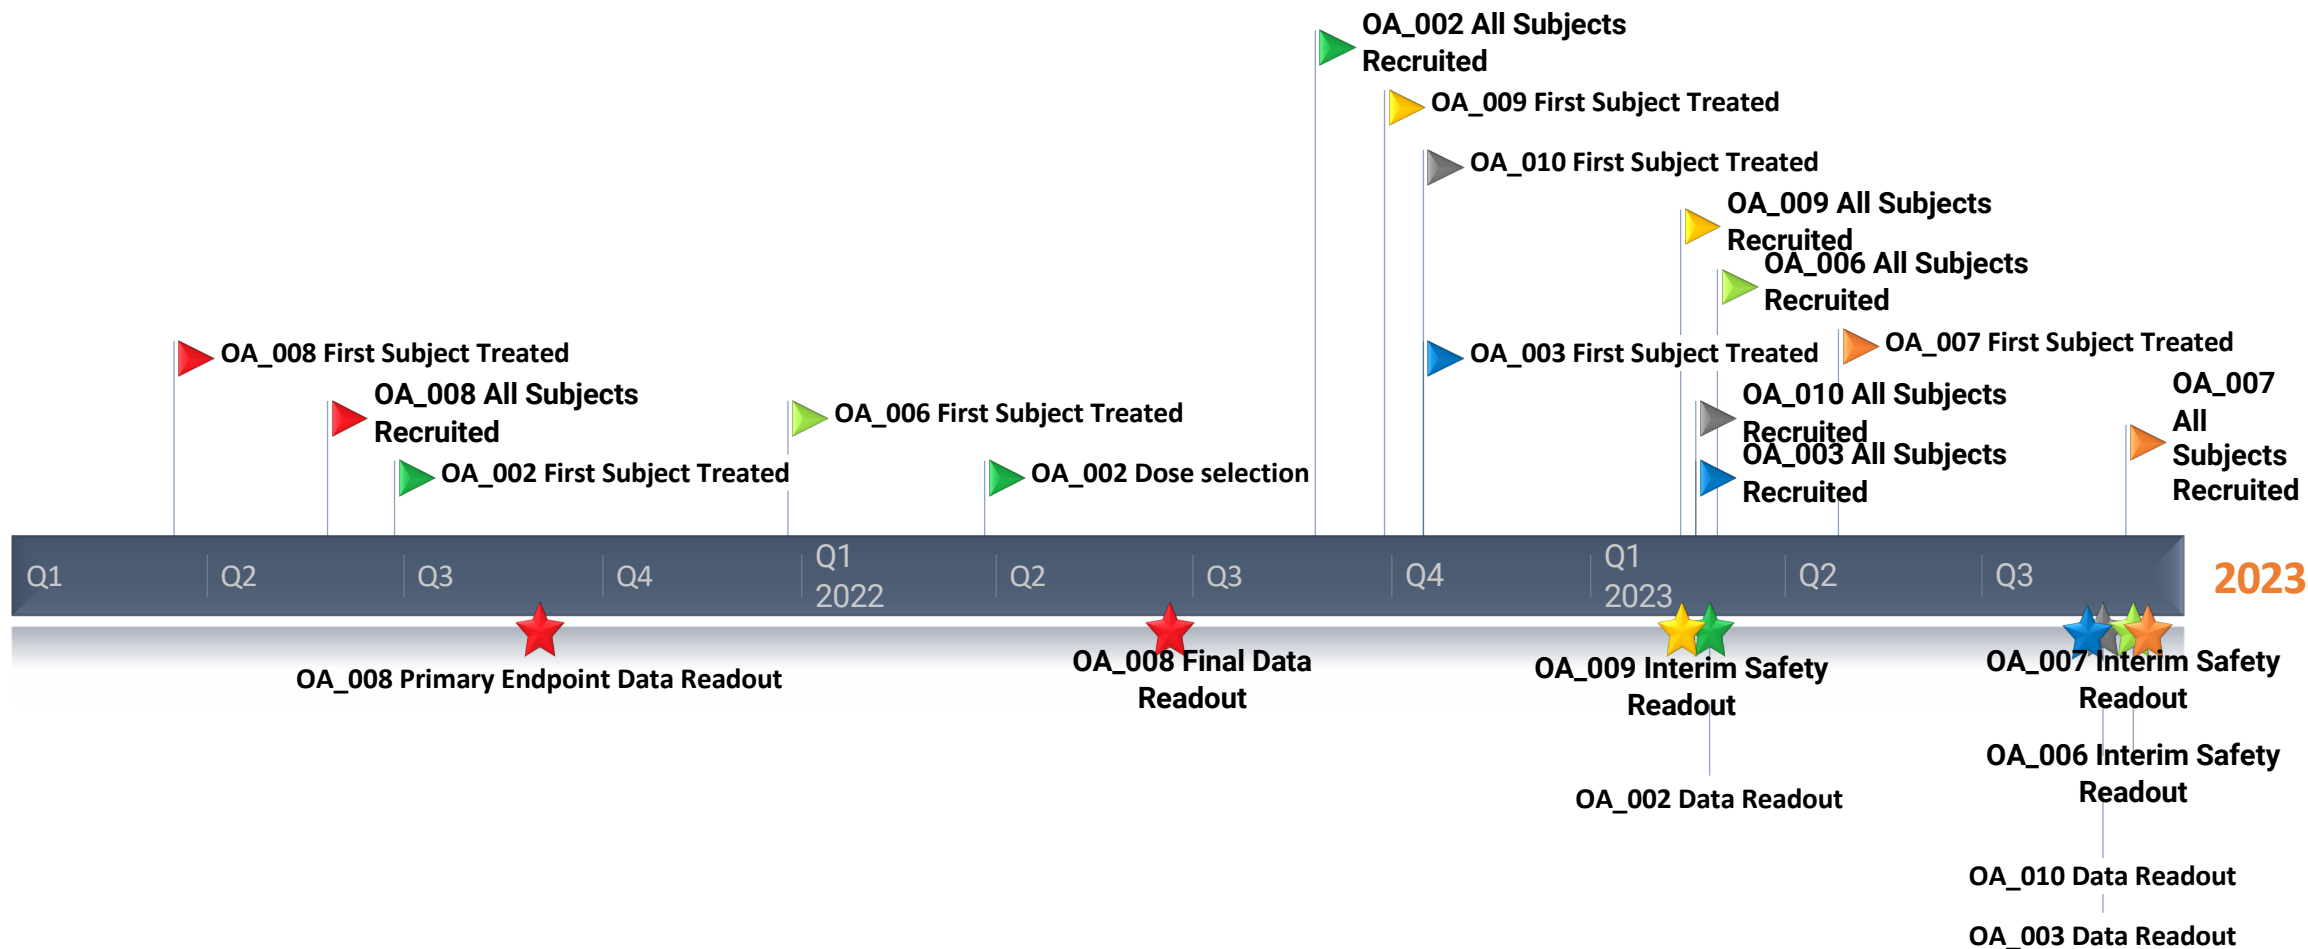 OA_002 All Subjects
Recruited
OA_009 First Subject Treated
OA_010 First Subject Treated
OA_009 All Subjects
Recruited
OA_006 All Subjects
Recruited
OA_008 First Subject Treated
OA_003 First Subject Treated
OA_007 First Subject Treated
OA_008 All Subjects
Recruited
OA_006 First Subject Treated
OA_010 All Subjects
Recruited
OA_007
All
Subjects
Recruited
OA_002 First Subject Treated
OA_002 Dose selection
OA_003 All Subjects
Recruited
Q1
Q2
Q3
Q4
Q1
2022
Q2
Q3
Q4
Q1
2023
Q2
Q3
2023
OA_008 Primary Endpoint Data Readout
OA_008 Final Data
Readout
OA_009 Interim Safety
Readout
OA_007 Interim Safety
Readout
OA_002 Data Readout
OA_006 Interim Safety
Readout
OA_010 Data Readout
OA_003 Data Readout